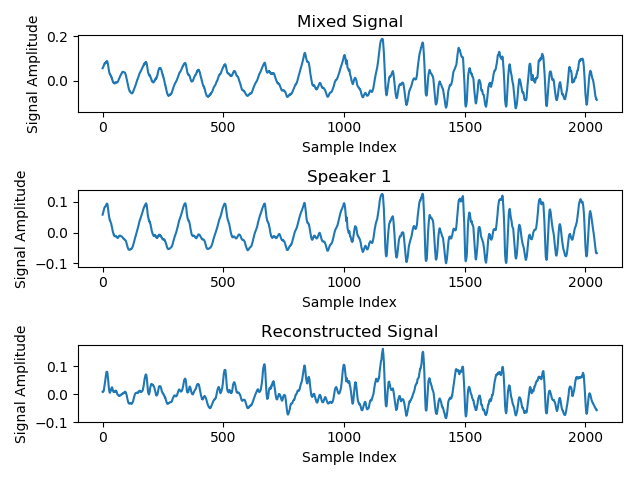 Mixed Signal
Signal Amplitude
0.2
0.0
0 500 1000 1500 2000
Sample Index
Speaker 1
Signal Amplitude
0.1
0.0
−0.1
0 500 1000 1500 2000
Sample Index
Reconstructed Signal
Signal Amplitude
0.1
0.0
−0.1
0 500 1000 1500 2000
Sample Index